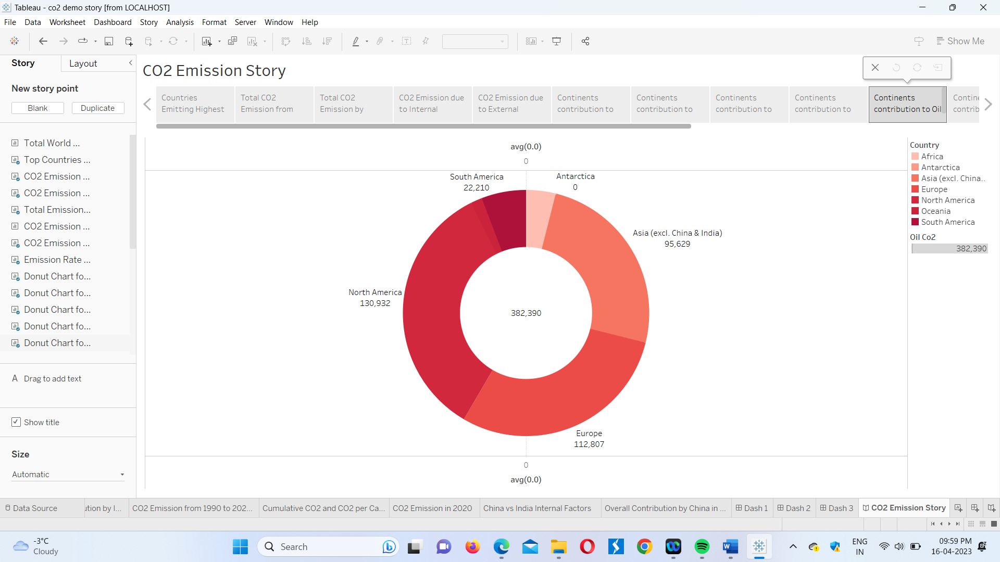 Tableau - co2 demo story [from LOCALHOST]
File Data Worksheet Dashboard Story Analysis Format Server Window Help
Show Me
Story Layout
New story point
Blank Duplicate
Total World ...
Top Countries ...
CO2 Emission ...
CO2 Emission ...
Total Emission...
CO2 Emission ...
CO2 Emission ...
Emission Rate ...
Donut Chart fo...
Donut Chart fo...
Donut Chart fo...
Donut Chart fo...
Donut Chart fo...
A Drag to add text
Show title
Size
Automatic
CO2 Emission Story
Countries
Emitting Highest
Total CO2
Emission from
Total CO2
Emission by
CO2 Emission due
to Internal
CO2 Emission due
to External
Continents
contribution to
Continents
contribution to
Continents
contribution to
Continents
contribution to
Continents
contribution to Oil
Contine
contrib
avg(0.0)
0
South America
22,210
Antarctica
0
Asia (excl. China & India)
95,629
North America
130,932
382,390
Europe
112,807
0
avg(0.0)
Country
Africa
Antarctica
Asia (excl. China..
Europe
North America
Oceania
South America
Oil Co2
382,390
Data Source ution by I... CO2 Emission from 1990 to 202... Cumulative CO2 and CO2 per Ca... CO2 Emission in 2020 China vs India Internal Factors Overall Contribution by China in ... Dash 1 Dash 2 Dash 3 CO2 Emission Story
-3°C
Cloudy
Search
ENG
IN
09:59 PM
16-04-2023